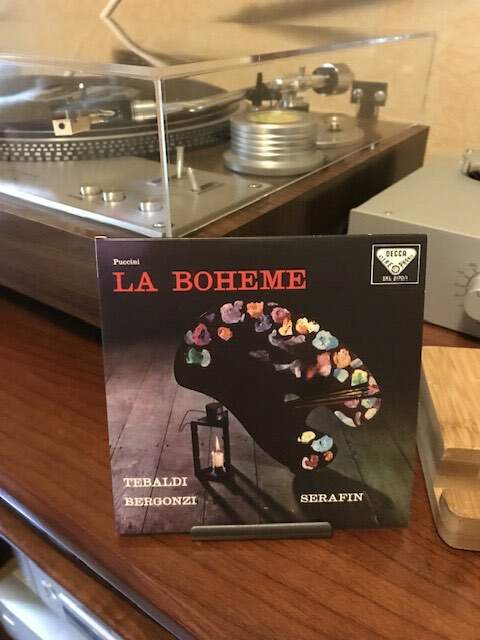 Puccini
LA BOHEME
DECCA
TEBALDI
BERGONZI
SERAFIN